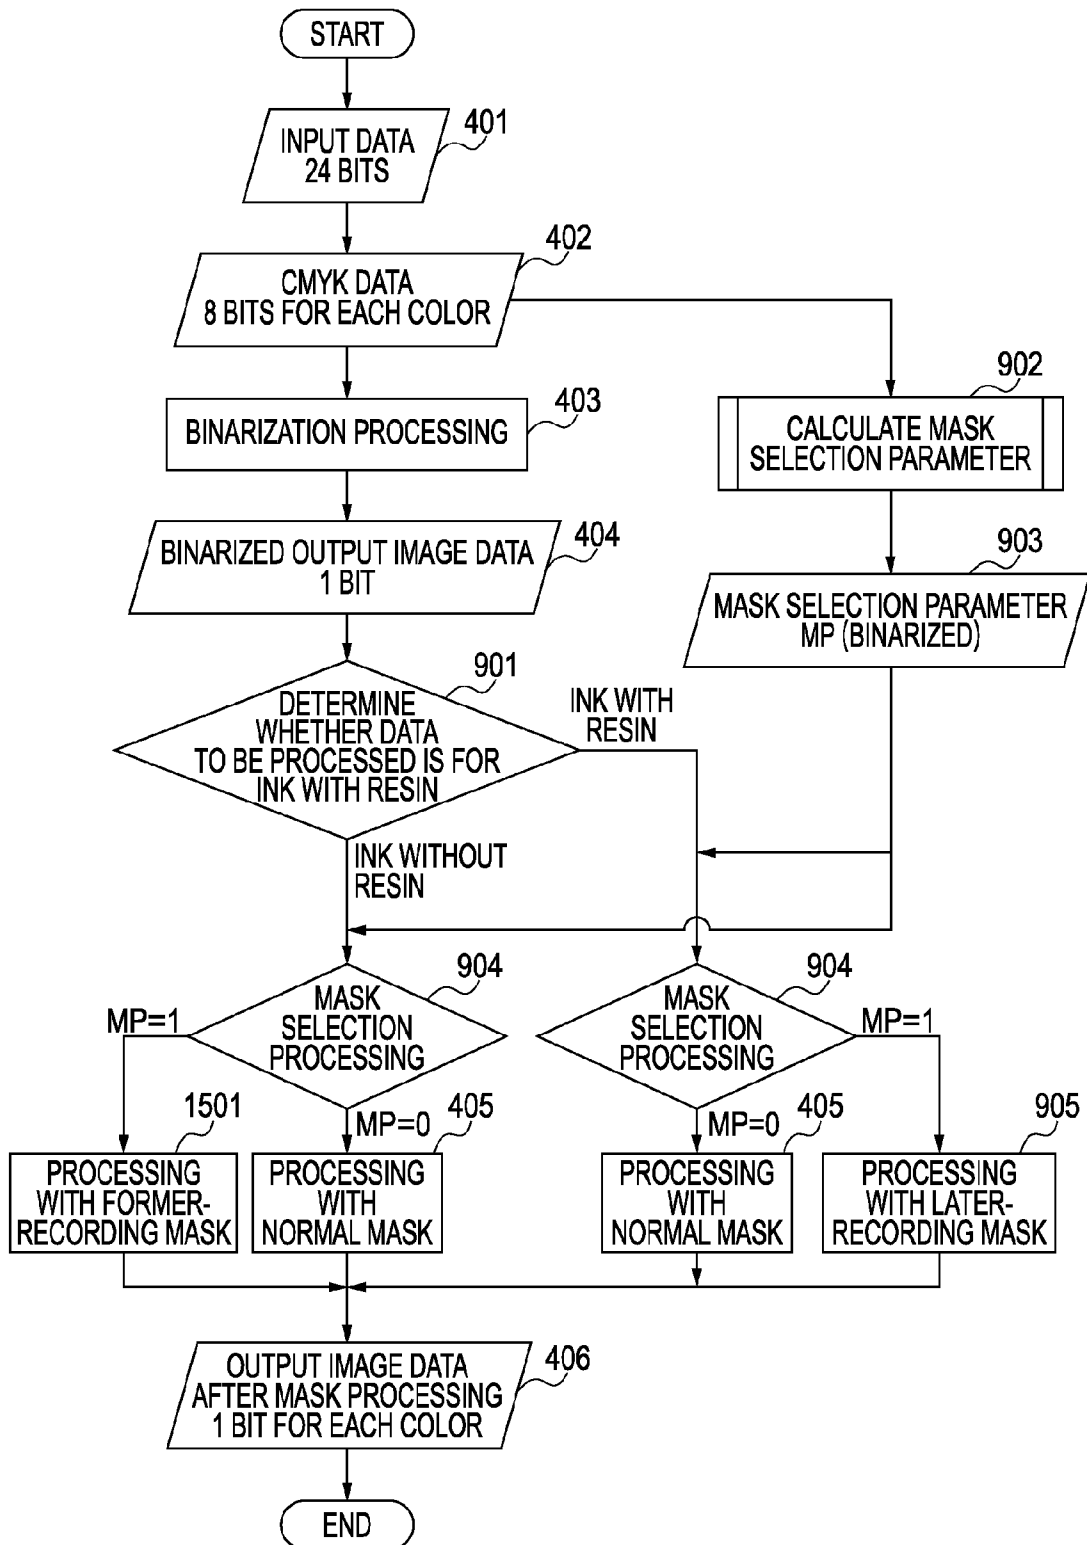 START
INPUT DATA
24 BITS
401
CMYK DATA
8 BITS FOR EACH COLOR
402
BINARIZATION PROCESSING
403
902
CALCULATE MASK
SELECTION PARAMETER
BINARIZED OUTPUT IMAGE DATA
1 BIT
404
903
MASK SELECTION PARAMETER
MP (BINARIZED)
901
DETERMINE
WHETHER DATA
TO BE PROCESSED IS FOR
INK WITH RESIN
INK WITH
RESIN
INK WITHOUT
RESIN
904
MASK
SELECTION
PROCESSING
MP=1
MP=0
904
MASK
SELECTION
PROCESSING
MP=1
MP=0
1501
PROCESSING
WITH FORMER-
RECORDING MASK
405
PROCESSING
WITH
NORMAL MASK
405
PROCESSING
WITH
NORMAL MASK
905
PROCESSING
WITH LATER-
RECORDING MASK
OUTPUT IMAGE DATA
AFTER MASK PROCESSING
1 BIT FOR EACH COLOR
406
END